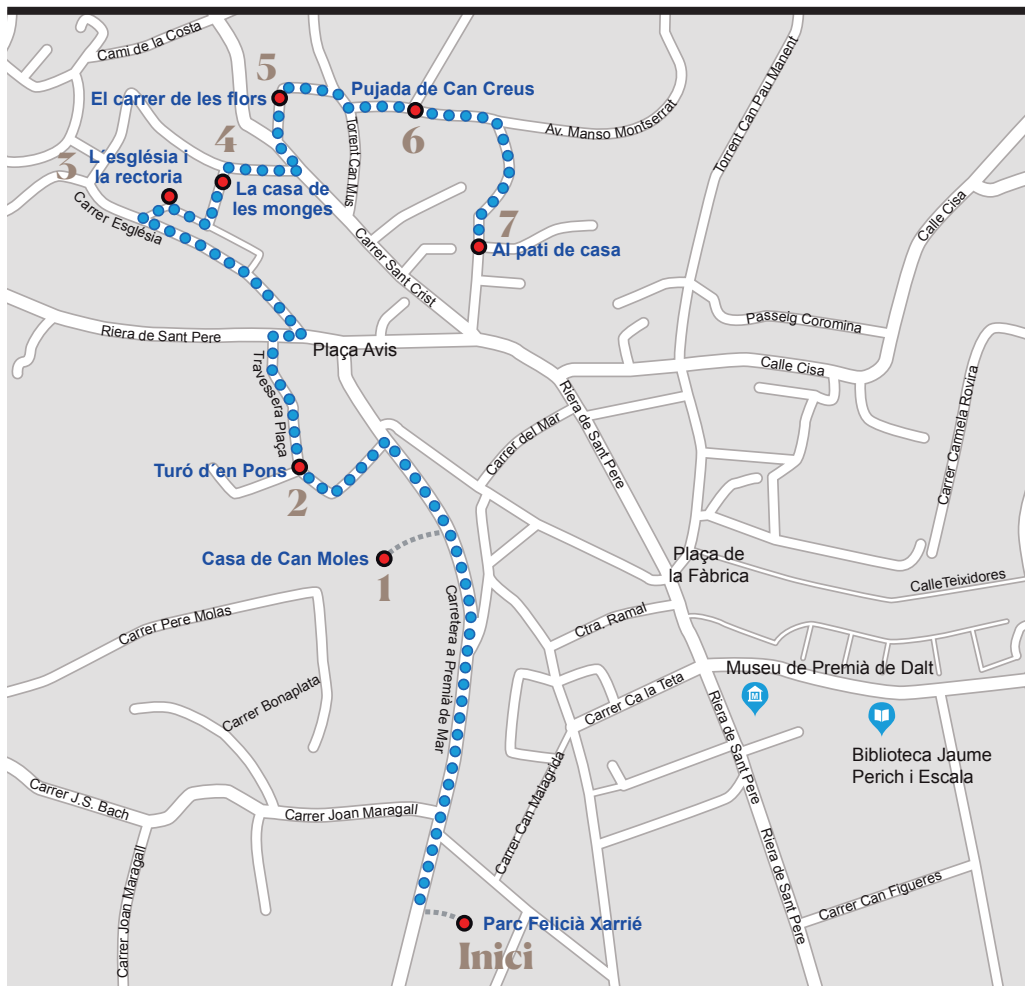 Camí de la Costa
5
El carrer de les flors
Pujada de Can Creus
6
Av. Manso Montserrat
Torrent Can Pau Manent
Torrent Can Mus
4
3
L´església i
la rectoria
La casa de
les monges
Carrer Església
7
Al pati de casa
Calle Cisa
Carrer Sant Crist
Riera de Sant Pere
Plaça Avis
Passeig Coromina
Calle Cisa
Travessera Plaça
Riera de Sant Pere
Carrer del Mar
Carrer Carmela Rovira
Turó d´en Pons
2
Casa de Can Moles
1
Plaça de
la Fàbrica
CalleTeixidores
Carretera a Premià de Mar
Carrer Pere Molas
Ctra. Ramal
Museu de Premià de Dalt
M
Carrer Bonaplata
Carrer Ca la Teta
Riera de Sant Pere
Biblioteca Jaume
Perich i Escala
Carrer J.S. Bach
Carrer Joan Maragall
Carrer Can Malagrida
Carrer Joan Maragall
Riera de Sant Pere
Carrer Can Figueres
Parc Felicià Xarrié
Inici